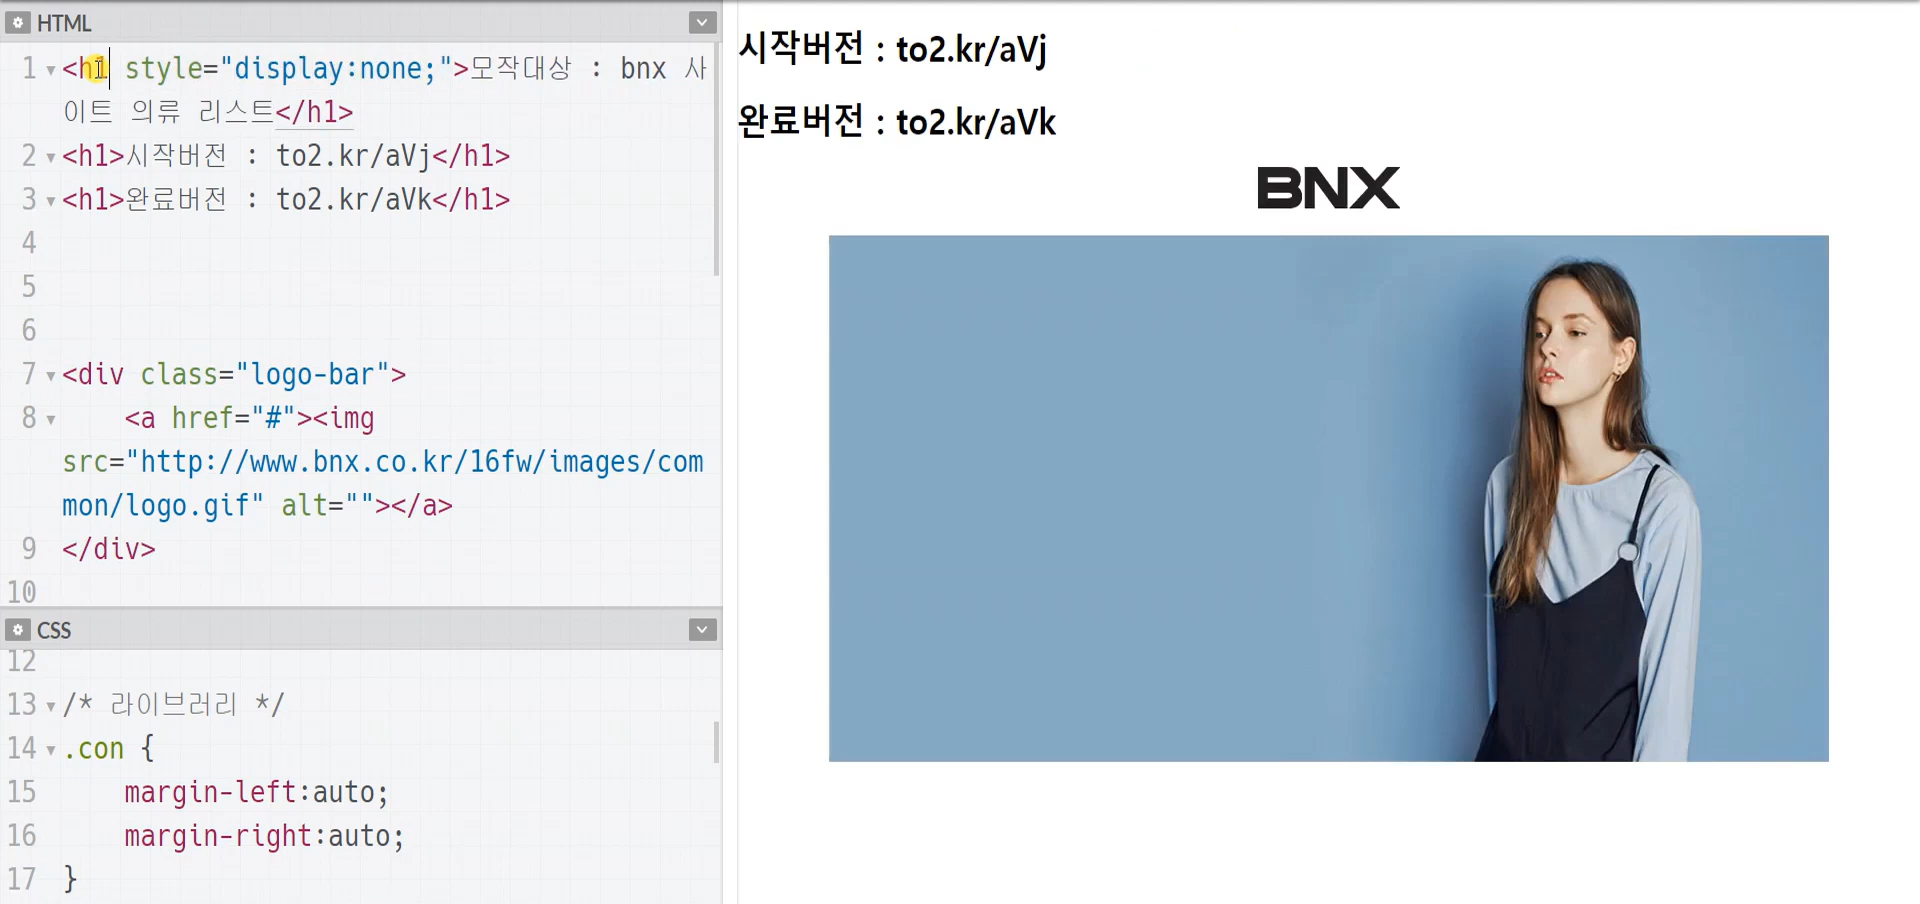 HTML
1 <h1 style="display:none;">모작대상 : bnx 사
이트 의류 리스트</h1>
2 <h1>시작버전 : to2.kr/aVj</h1>
3 <h1>완료버전 : to2.kr/aVk</h1>
4
5
6
7 <div class="logo-bar">
8 <a href="#"><img
src="http://www.bnx.co.kr/16fw/images/com
mon/logo.gif" alt=""></a>
9 </div>
10
CSS
12
13 /* 라이브러리 */
14 .con {
15 margin-left:auto;
16 margin-right:auto;
17 }
시작버전 : to2.kr/aVj
완료버전 : to2.kr/aVk
BNX